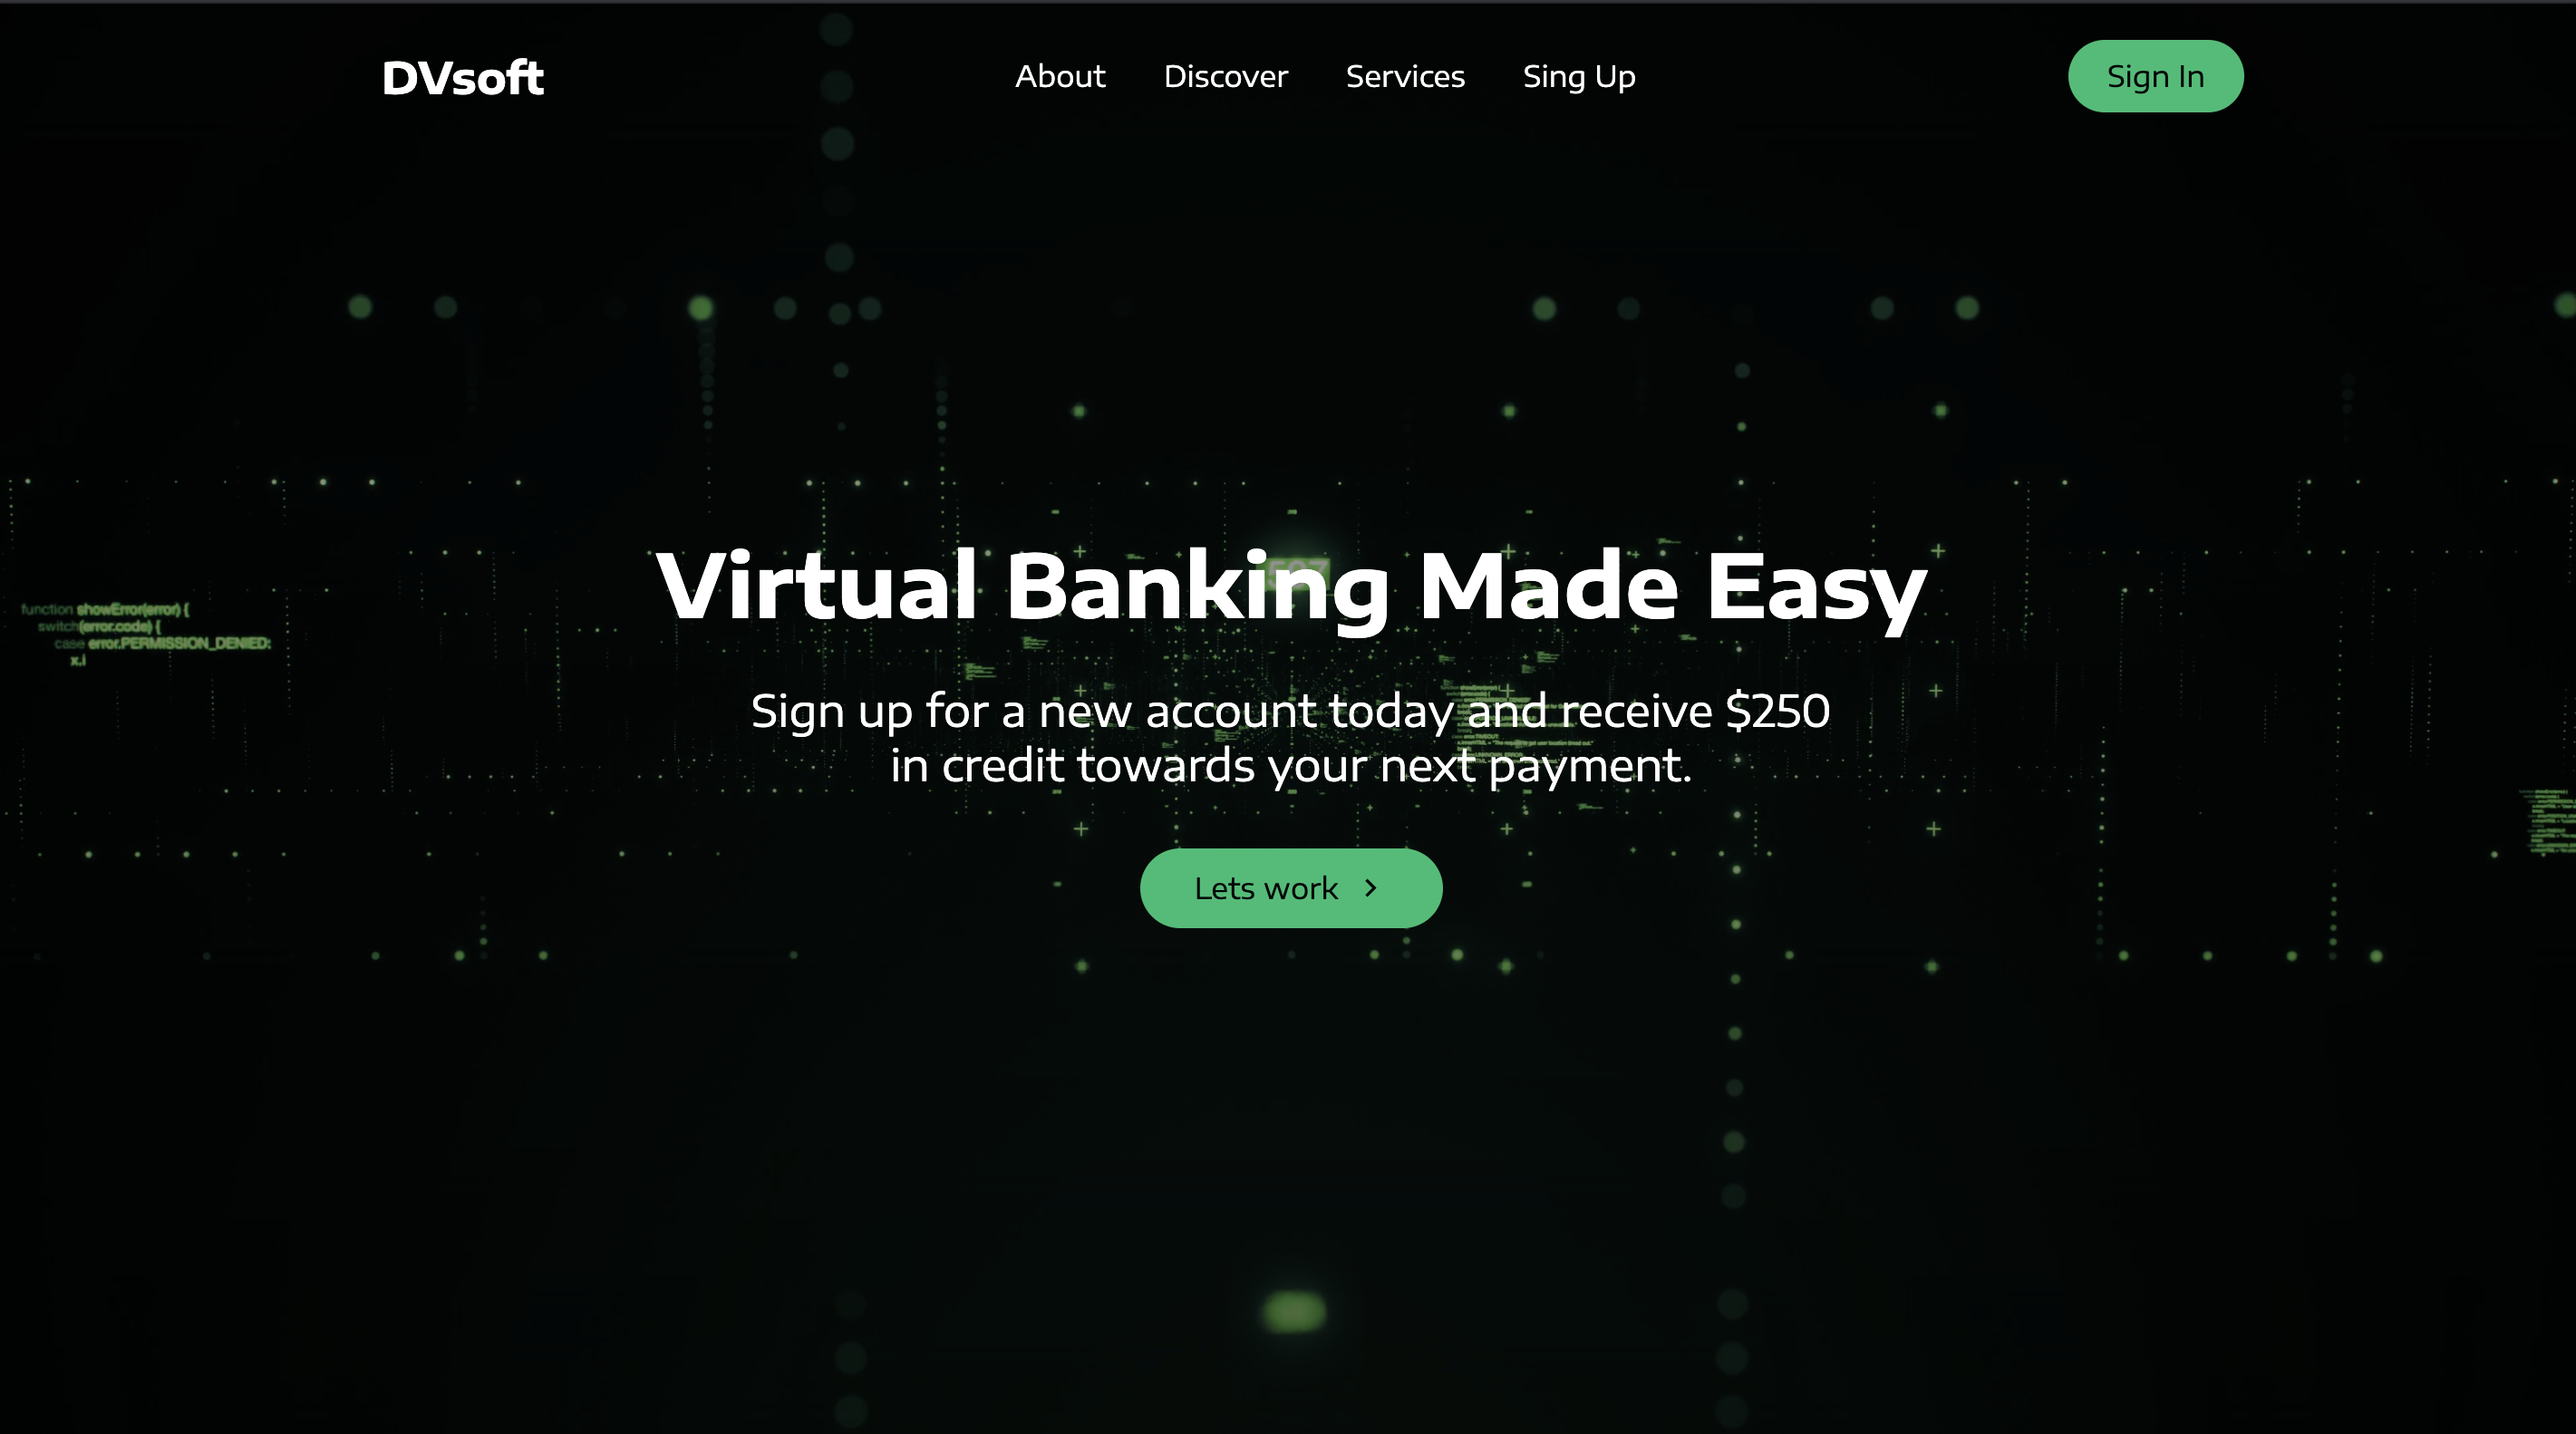 DVsoft
About Discover Services Sing Up
Sign In
Virtual Banking Made Easy
function showError(error) {
switch(error.code) {
case error.PERMISSION_DENIED:
x.i
Sign up for a new account today and receive $250
in credit towards your next payment.
Lets work